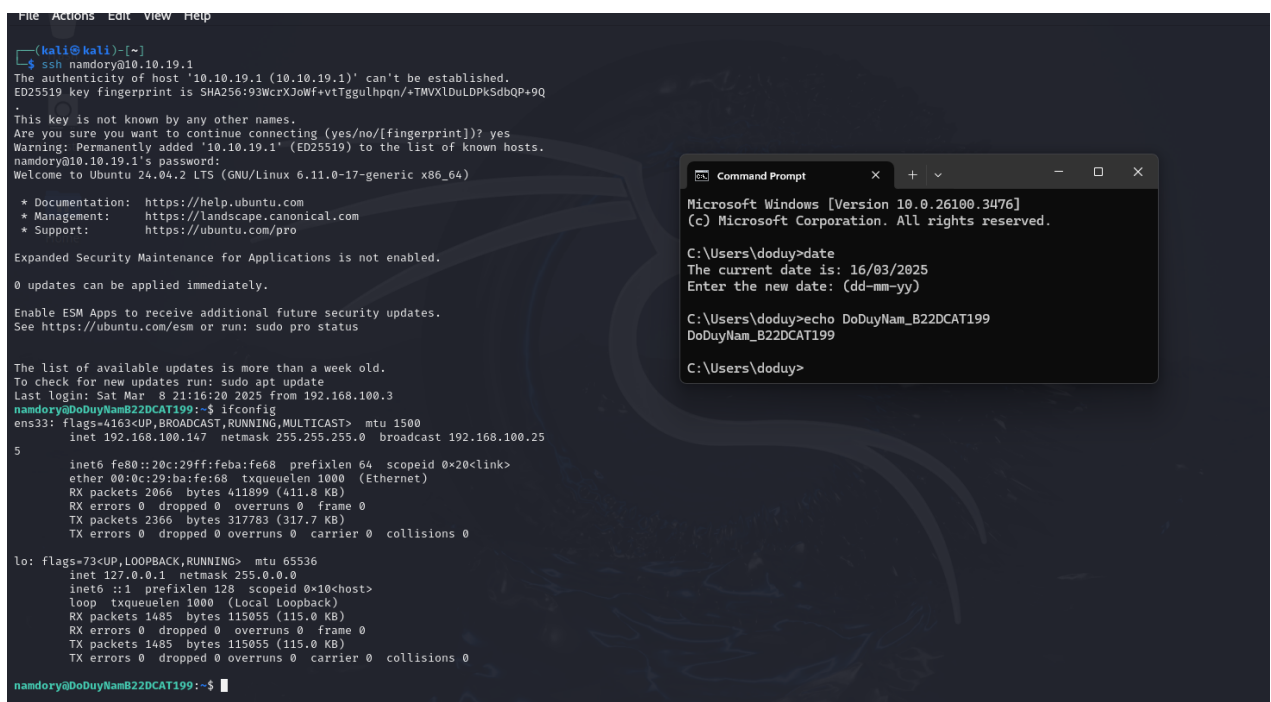 File Actions Edit View Help
┌──(kali㉿kali)-[~]
└─$ ssh namdory@10.10.19.1
The authenticity of host '10.10.19.1 (10.10.19.1)' can't be established.
ED25519 key fingerprint is SHA256:93WcrXJoWf+vtTggulhpqn/+TMVXlDuLDPkSdbQP+9Q
.
This key is not known by any other names.
Are you sure you want to continue connecting (yes/no/[fingerprint])? yes
Warning: Permanently added '10.10.19.1' (ED25519) to the list of known hosts.
namdory@10.10.19.1's password:
Welcome to Ubuntu 24.04.2 LTS (GNU/Linux 6.11.0-17-generic x86_64)
* Documentation:  https://help.ubuntu.com
* Management:     https://landscape.canonical.com
* Support:        https://ubuntu.com/pro
Expanded Security Maintenance for Applications is not enabled.
0 updates can be applied immediately.
Enable ESM Apps to receive additional future security updates.
See https://ubuntu.com/esm or run: sudo pro status
The list of available updates is more than a week old.
To check for new updates run: sudo apt update
Last login: Sat Mar  8 21:16:20 2025 from 192.168.100.3
namdory@DoDuyNamB22DCAT199:~$ ifconfig
ens33: flags=4163<UP,BROADCAST,RUNNING,MULTICAST>  mtu 1500
inet 192.168.100.147  netmask 255.255.255.0  broadcast 192.168.100.25
5
inet6 fe80::20c:29ff:feba:fe68  prefixlen 64  scopeid 0×20<link>
ether 00:0c:29:ba:fe:68  txqueuelen 1000  (Ethernet)
RX packets 2066  bytes 411899 (411.8 KB)
RX errors 0  dropped 0  overruns 0  frame 0
TX packets 2366  bytes 317783 (317.7 KB)
TX errors 0  dropped 0 overruns 0  carrier 0  collisions 0
lo: flags=73<UP,LOOPBACK,RUNNING>  mtu 65536
inet 127.0.0.1  netmask 255.0.0.0
inet6 ::1  prefixlen 128  scopeid 0×10<host>
loop  txqueuelen 1000  (Local Loopback)
RX packets 1485  bytes 115055 (115.0 KB)
RX errors 0  dropped 0  overruns 0  frame 0
TX packets 1485  bytes 115055 (115.0 KB)
TX errors 0  dropped 0 overruns 0  carrier 0  collisions 0
namdory@DoDuyNamB22DCAT199:~$
Command Prompt
Microsoft Windows [Version 10.0.26100.3476]
(c) Microsoft Corporation. All rights reserved.
C:\Users\doduy>date
The current date is: 16/03/2025
Enter the new date: (dd-mm-yy)
C:\Users\doduy>echo DoDuyNam_B22DCAT199
DoDuyNam_B22DCAT199
C:\Users\doduy>